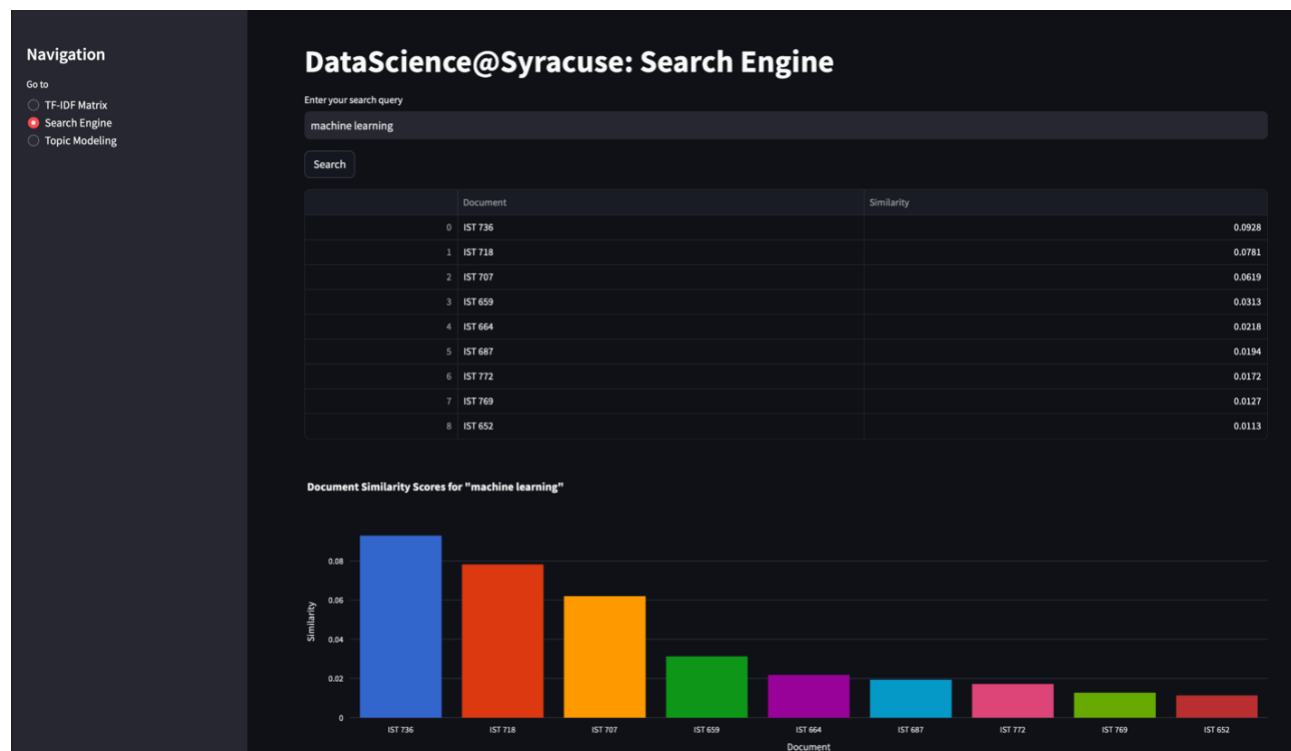 Navigation
Go to
TF-IDF Matrix
Search Engine
Topic Modeling
DataScience@Syracuse: Search Engine
Enter your search query
machine learning
Search
Document Similarity
0 IST 736 0.0928
1 IST 718 0.0781
2 IST 707 0.0619
3 IST 659 0.0313
4 IST 664 0.0218
5 IST 687 0.0194
6 IST 772 0.0172
7 IST 769 0.0127
8 IST 652 0.0113
Document Similarity Scores for "machine learning"
0.08
0.06
0.04
0.02
0
Similarity
IST 736 IST 718 IST 707 IST 659 IST 664 IST 687 IST 772 IST 769 IST 652
Document